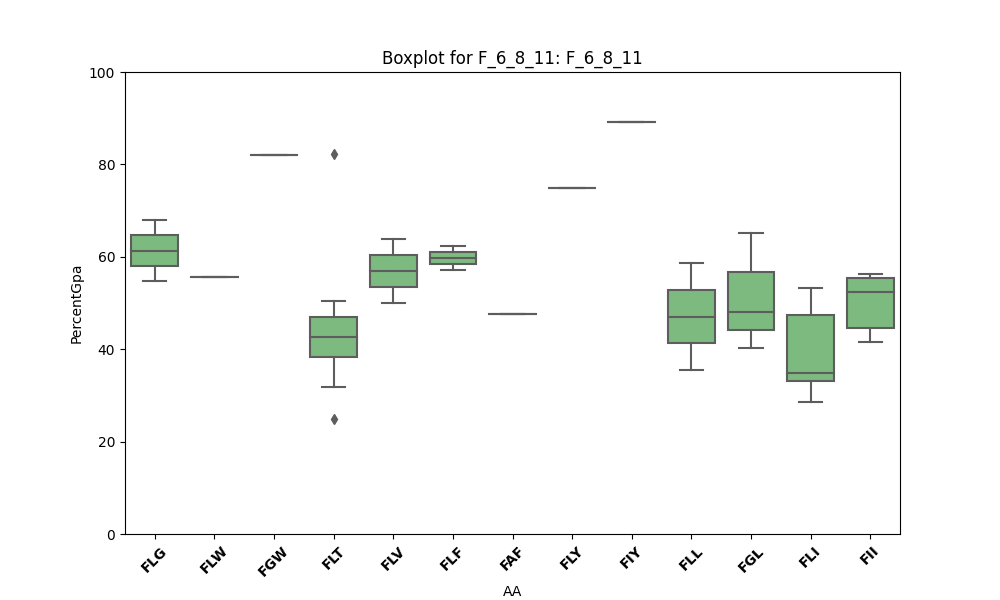 Boxplot for F_6_8_11: F_6_8_11
100
80
60
40
20
0
PercentGpa
FLG FLW FGW FLT FLV FLF FAF FLY FIY FLL FGL FLI FII
AA